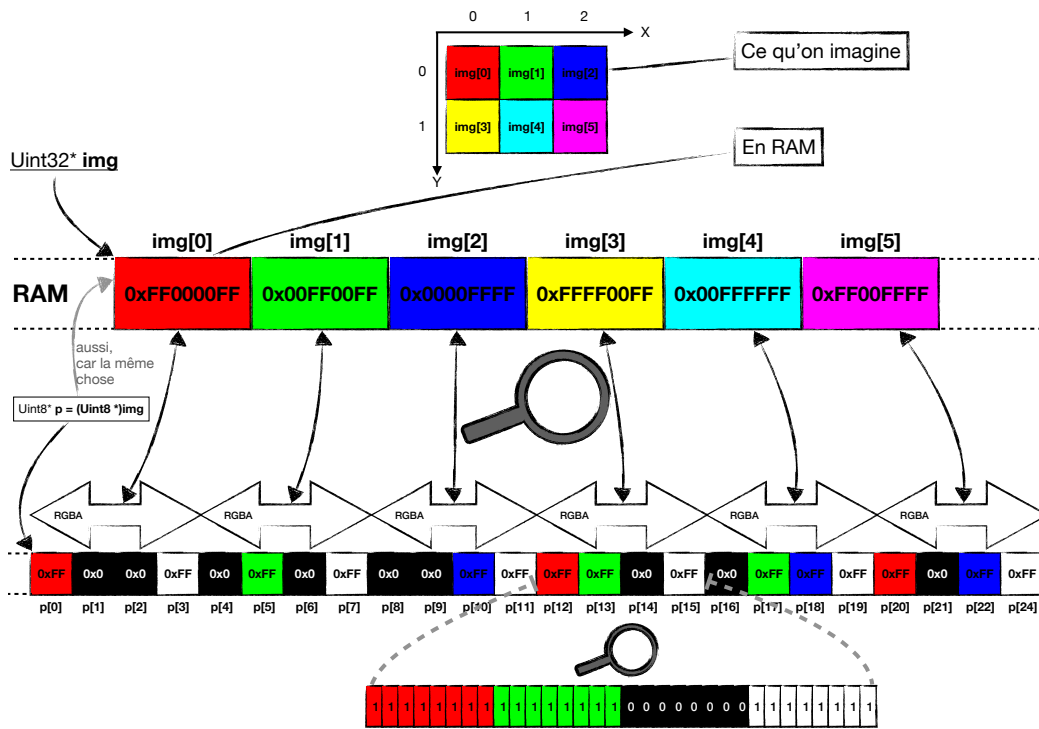 0 1 2
X
Ce qu'on imagine
0 img[0] img[1] img[2]
1 img[3] img[4] img[5]
Y
En RAM
Uint32* img
img[0] img[1] img[2] img[3] img[4] img[5]
RAM 0xFF0000FF 0x00FF00FF 0x0000FFFF 0xFFFF00FF 0x00FFFFFF 0xFF00FFFF
aussi,
car la même
chose
Uint8* p = (Uint8 *)img
RGBA RGBA RGBA RGBA RGBA RGBA
0xFF 0x0 0x0 0xFF 0x0 0xFF 0x0 0xFF 0x0 0x0 0xFF 0xFF 0xFF 0xFF 0x0 0xFF 0x0 0xFF 0xFF 0xFF 0xFF 0x0 0xFF 0xFF
p[0] p[1] p[2] p[3] p[4] p[5] p[6] p[7] p[8] p[9] p[10] p[11] p[12] p[13] p[14] p[15] p[16] p[17] p[18] p[19] p[20] p[21] p[22] p[24]
1 1 1 1 1 1 1 1 1 1 1 1 1 1 1 1 0 0 0 0 0 0 0 0 1 1 1 1 1 1 1 1